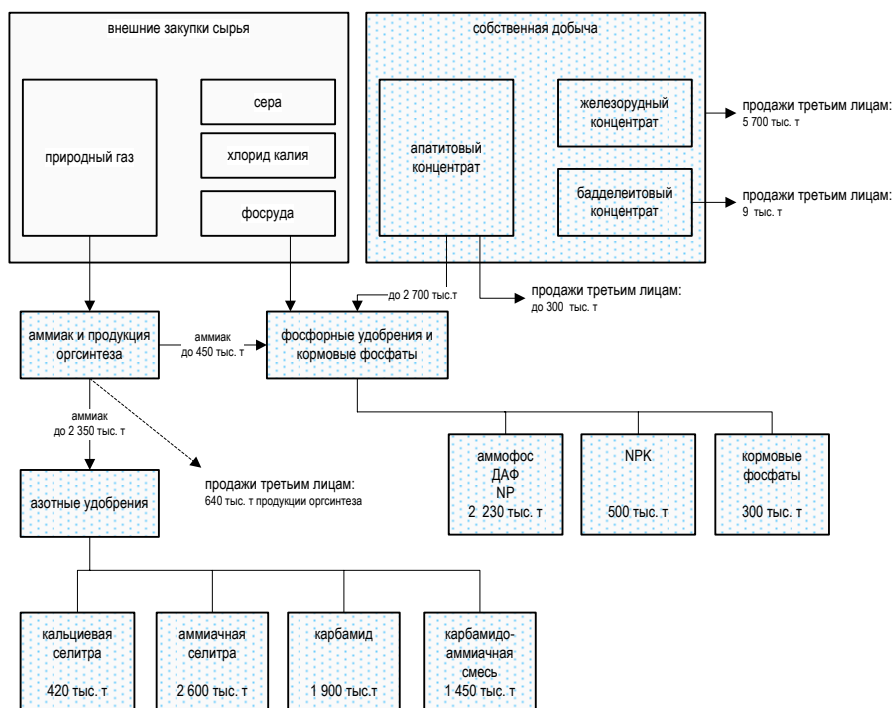 внешние закупки сырья
собственная добыча
природный газ
сера
хлорид калия
фосруда
апатитовый
концентрат
железорудный
концентрат
бадделеитовый
концентрат
продажи третьим лицам:
5 700 тыс. т
продажи третьим лицам:
9 тыс. т
до 2 700 тыс.т
продажи третьим лицам:
до 300 тыс. т
аммиак и продукция
оргсинтеза
аммиак
до 450 тыс. т
фосфорные удобрения и
кормовые фосфаты
аммиак
до 2 350 тыс. т
продажи третьим лицам:
640 тыс. т продукции оргсинтеза
азотные удобрения
аммофос
ДАФ
NP
2 230 тыс. т
NPK
500 тыс. т
кормовые
фосфаты
300 тыс. т
кальциевая
селитра
420 тыс. т
аммиачная
селитра
2 600 тыс. т
карбамид
1 900 тыс.т
карбамидо-
аммиачная
смесь
1 450 тыс. т